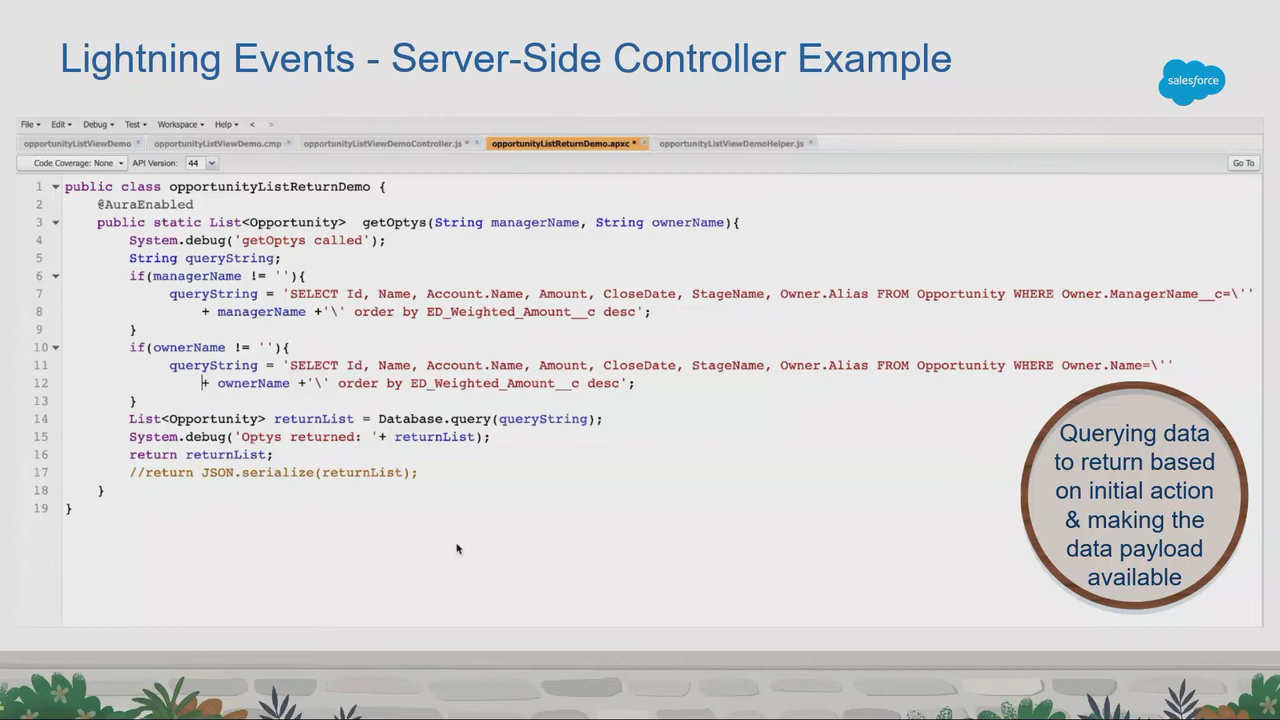 Lightning Events - Server-Side Controller Example
salesforce
File Edit Debug Test Workspace Help < >
opportunityListViewDemo opportunityListViewDemo.cmp opportunityListViewDemoController.js * opportunityListReturnDemo.apxc * opportunityListViewDemoHelper.js
Code Coverage: None API Version: 44 Go To
1 public class opportunityListReturnDemo {
2 @AuraEnabled
3 public static List<Opportunity> getOptys(String managerName, String ownerName){
4 System.debug('getOptys called');
5 String queryString;
6 if(managerName != ''){
7 queryString = 'SELECT Id, Name, Account.Name, Amount, CloseDate, StageName, Owner.Alias FROM Opportunity WHERE Owner.ManagerName__c=\''
8 + managerName +'\' order by ED_Weighted_Amount__c desc';
9 }
10 if(ownerName != ''){
11 queryString = 'SELECT Id, Name, Account.Name, Amount, CloseDate, StageName, Owner.Alias FROM Opportunity WHERE Owner.Name=\''
12 + ownerName +'\' order by ED_Weighted_Amount__c desc';
13 }
14 List<Opportunity> returnList = Database.query(queryString);
15 System.debug('Optys returned: '+ returnList);
16 return returnList;
17 //return JSON.serialize(returnList);
18 }
19 }
Querying data
to return based
on initial action
& making the
data payload
available